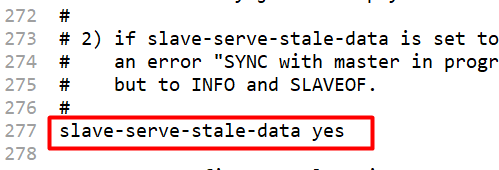 272 #
273 # 2) if slave-serve-stale-data is set to
274 # an error "SYNC with master in progr
275 # but to INFO and SLAVEOF.
276 #
277 slave-serve-stale-data yes
278